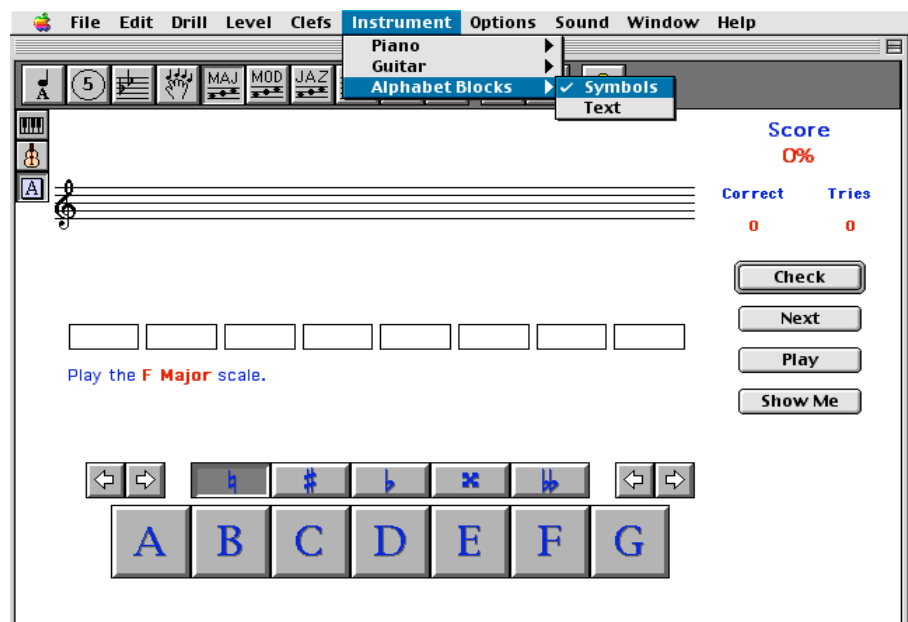 File Edit Drill Level Clefs Instrument Options Sound Window Help
Piano
Guitar
Alphabet Blocks
✓ Symbols
Text
A
5
MAJ MOD JAZ
A
Score
0%
Correct Tries
0 0
Check
Next
Play
Show Me
Play the F Major scale.
♮ ♯ ♭ 𝄪 𝄫
A B C D E F G